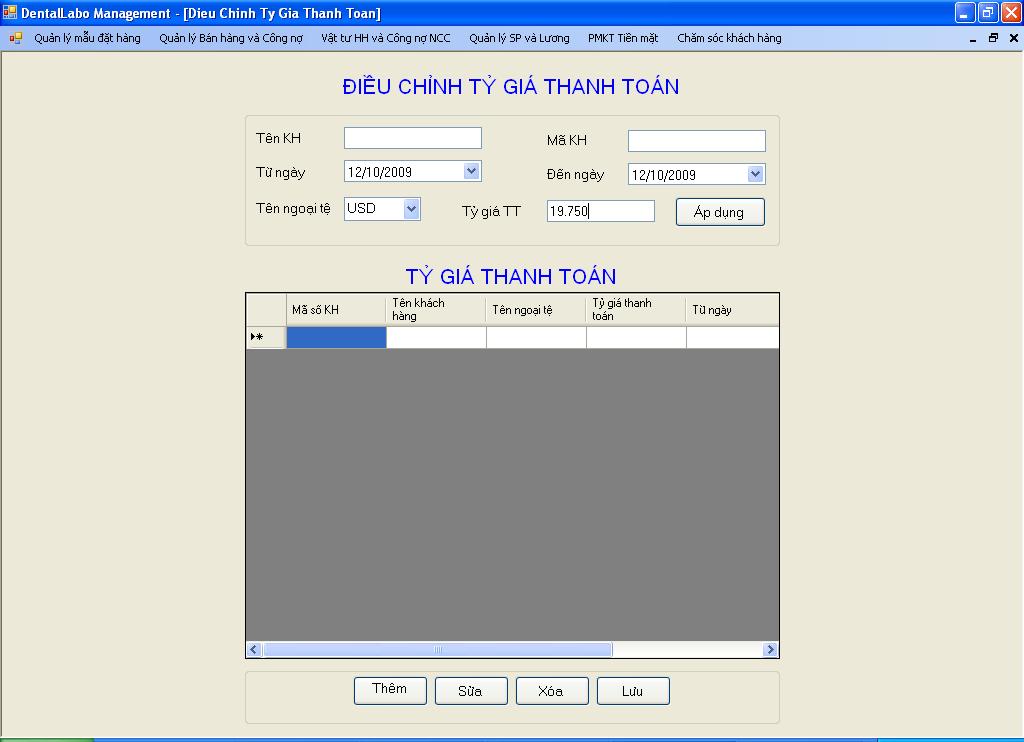 DentalLabo Management - [Dieu Chinh Ty Gia Thanh Toan]
Quản lý mẫu đặt hàng Quản lý Bán hàng và Công nợ Vật tư HH và Công nợ NCC Quản lý SP và Lương PMKT Tiền mặt Chăm sóc khách hàng
ĐIỀU CHỈNH TỶ GIÁ THANH TOÁN
Tên KH Mã KH
Từ ngày 12/10/2009 Đến ngày 12/10/2009
Tên ngoại tệ USD Tỷ giá TT 19.750 Áp dụng
TỶ GIÁ THANH TOÁN
Mã số KH Tên khách hàng Tên ngoại tệ Tỷ giá thanh toán Từ ngày
Thêm Sửa Xóa Lưu